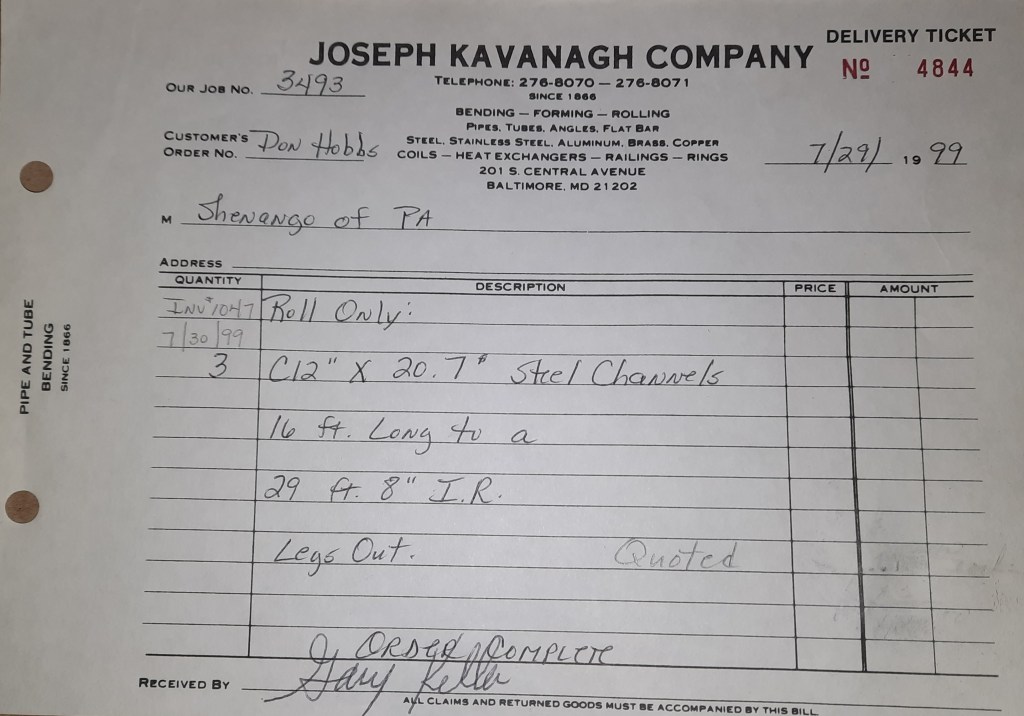 DELIVERY TICKET
JOSEPH KAVANAGH COMPANY
Nº 4844
TELEPHONE: 276-8070 — 276-8071
SINCE 1866
OUR JOB NO. 3493
BENDING — FORMING — ROLLING
PIPES, TUBES, ANGLES, FLAT BAR
STEEL, STAINLESS STEEL, ALUMINUM, BRASS, COPPER
COILS — HEAT EXCHANGERS — RAILINGS — RINGS
201 S. CENTRAL AVENUE
BALTIMORE, MD 21202
CUSTOMER'S ORDER NO. Don Hobbs
7/29/ 19 99
M Shenango of PA
ADDRESS
QUANTITY DESCRIPTION PRICE AMOUNT
INV# 1047 Roll Only:
7/30/99
3 C12" X 20.7# Steel Channels
16 ft. Long to a
29 ft. 8" I.R.
Legs Out. Quoted
ORDER COMPLETE
RECEIVED BY Gary Keller
ALL CLAIMS AND RETURNED GOODS MUST BE ACCOMPANIED BY THIS BILL
PIPE AND TUBE
BENDING
SINCE 1866